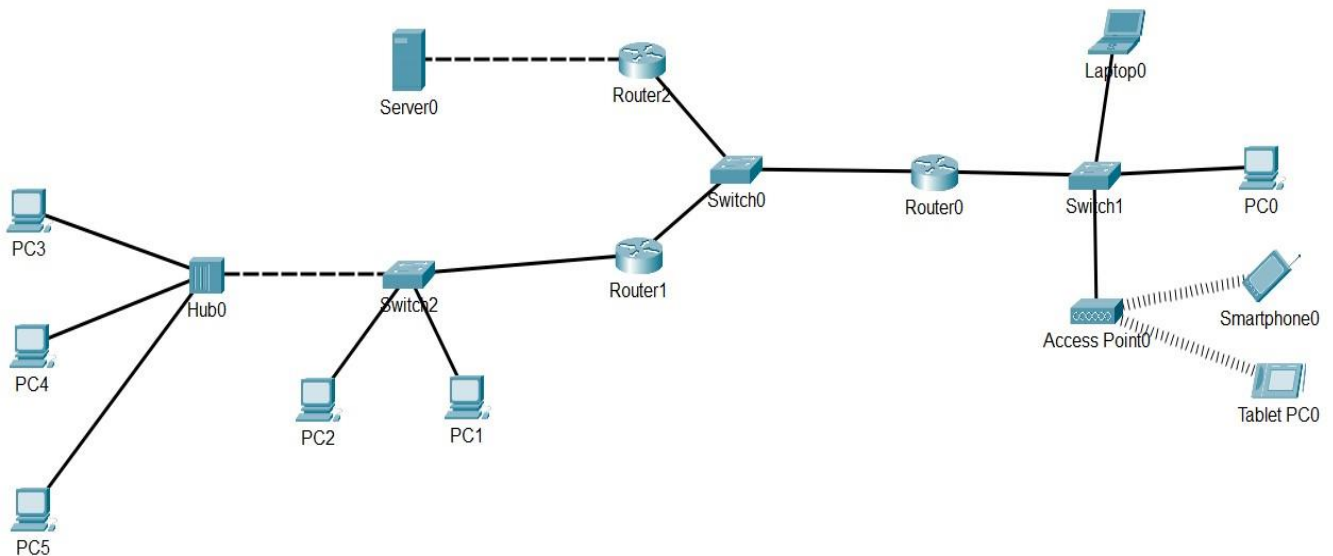 Laptop0
Server0
Router2
Switch0
Router0
Switch1
PC0
PC3
Hub0
Switch2
Router1
Access Point0
Smartphone0
PC4
PC2
PC1
Tablet PC0
PC5